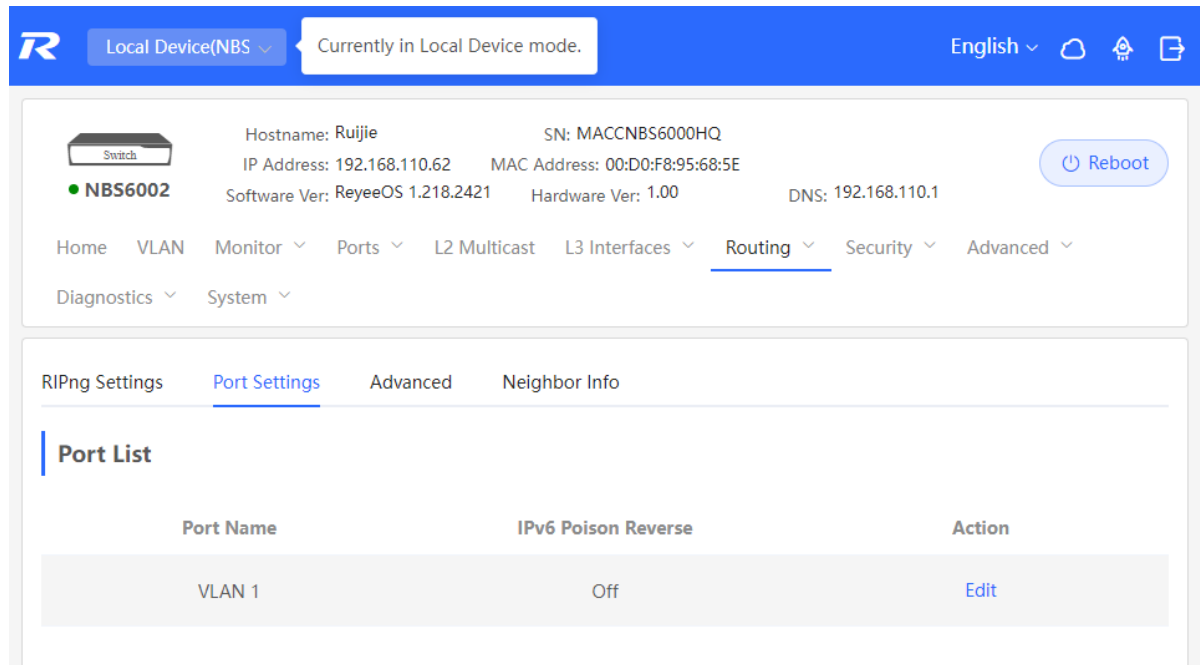 Local Device(NBS Currently in Local Device mode. English
Hostname: Ruijie SN: MACCNBS6000HQ
Switch IP Address: 192.168.110.62 MAC Address: 00:D0:F8:95:68:5E Reboot
NBS6002 Software Ver: ReyeeOS 1.218.2421 Hardware Ver: 1.00 DNS: 192.168.110.1
Home VLAN Monitor Ports L2 Multicast L3 Interfaces Routing Security Advanced
Diagnostics System
RIPng Settings Port Settings Advanced Neighbor Info
Port List
Port Name IPv6 Poison Reverse Action
VLAN 1 Off Edit